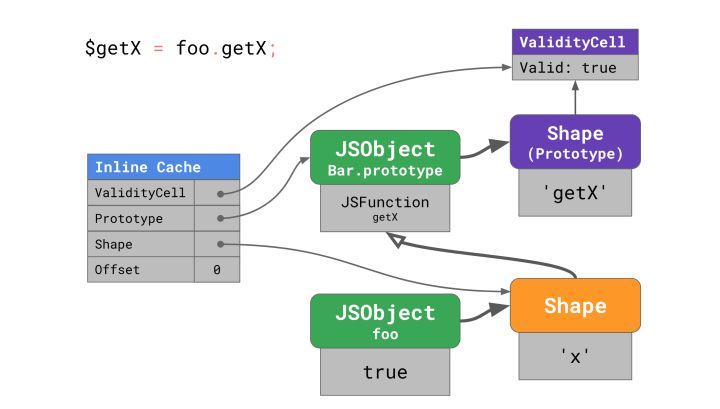 $getX = foo.getX;
ValidityCell
Valid: true
JSObject
Bar.prototype
JSFunction
getX
Shape
(Prototype)
'getX'
Inline Cache
ValidityCell
Prototype
Shape
Offset 0
JSObject
foo
true
Shape
'x'